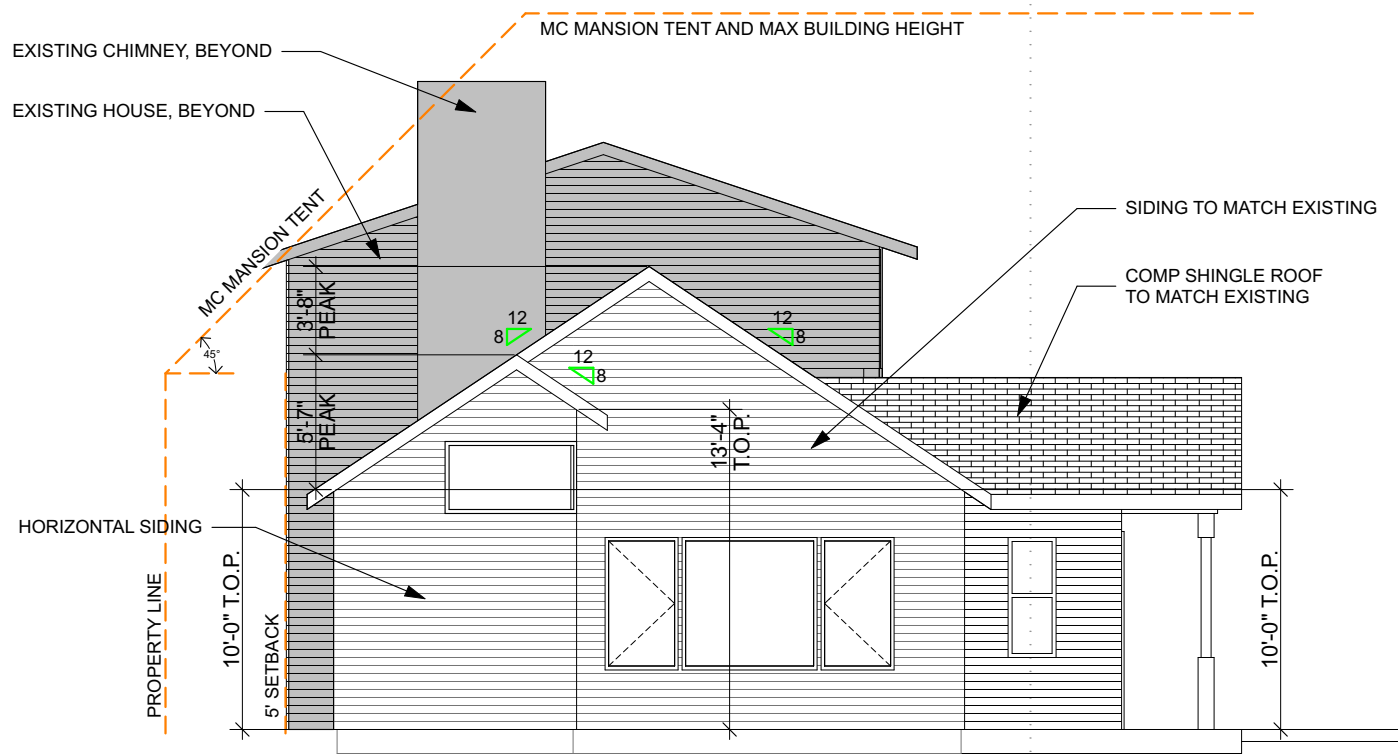 MC MANSION TENT AND MAX BUILDING HEIGHT
EXISTING CHIMNEY, BEYOND
EXISTING HOUSE, BEYOND
MC MANSION TENT
SIDING TO MATCH EXISTING
COMP SHINGLE ROOF
TO MATCH EXISTING
3'-8"
PEAK
12
8
12
8
45°
12
8
5'-7"
PEAK
13'-4"
T.O.P.
HORIZONTAL SIDING
PROPERTY LINE
10'-0" T.O.P.
5' SETBACK
10'-0" T.O.P.